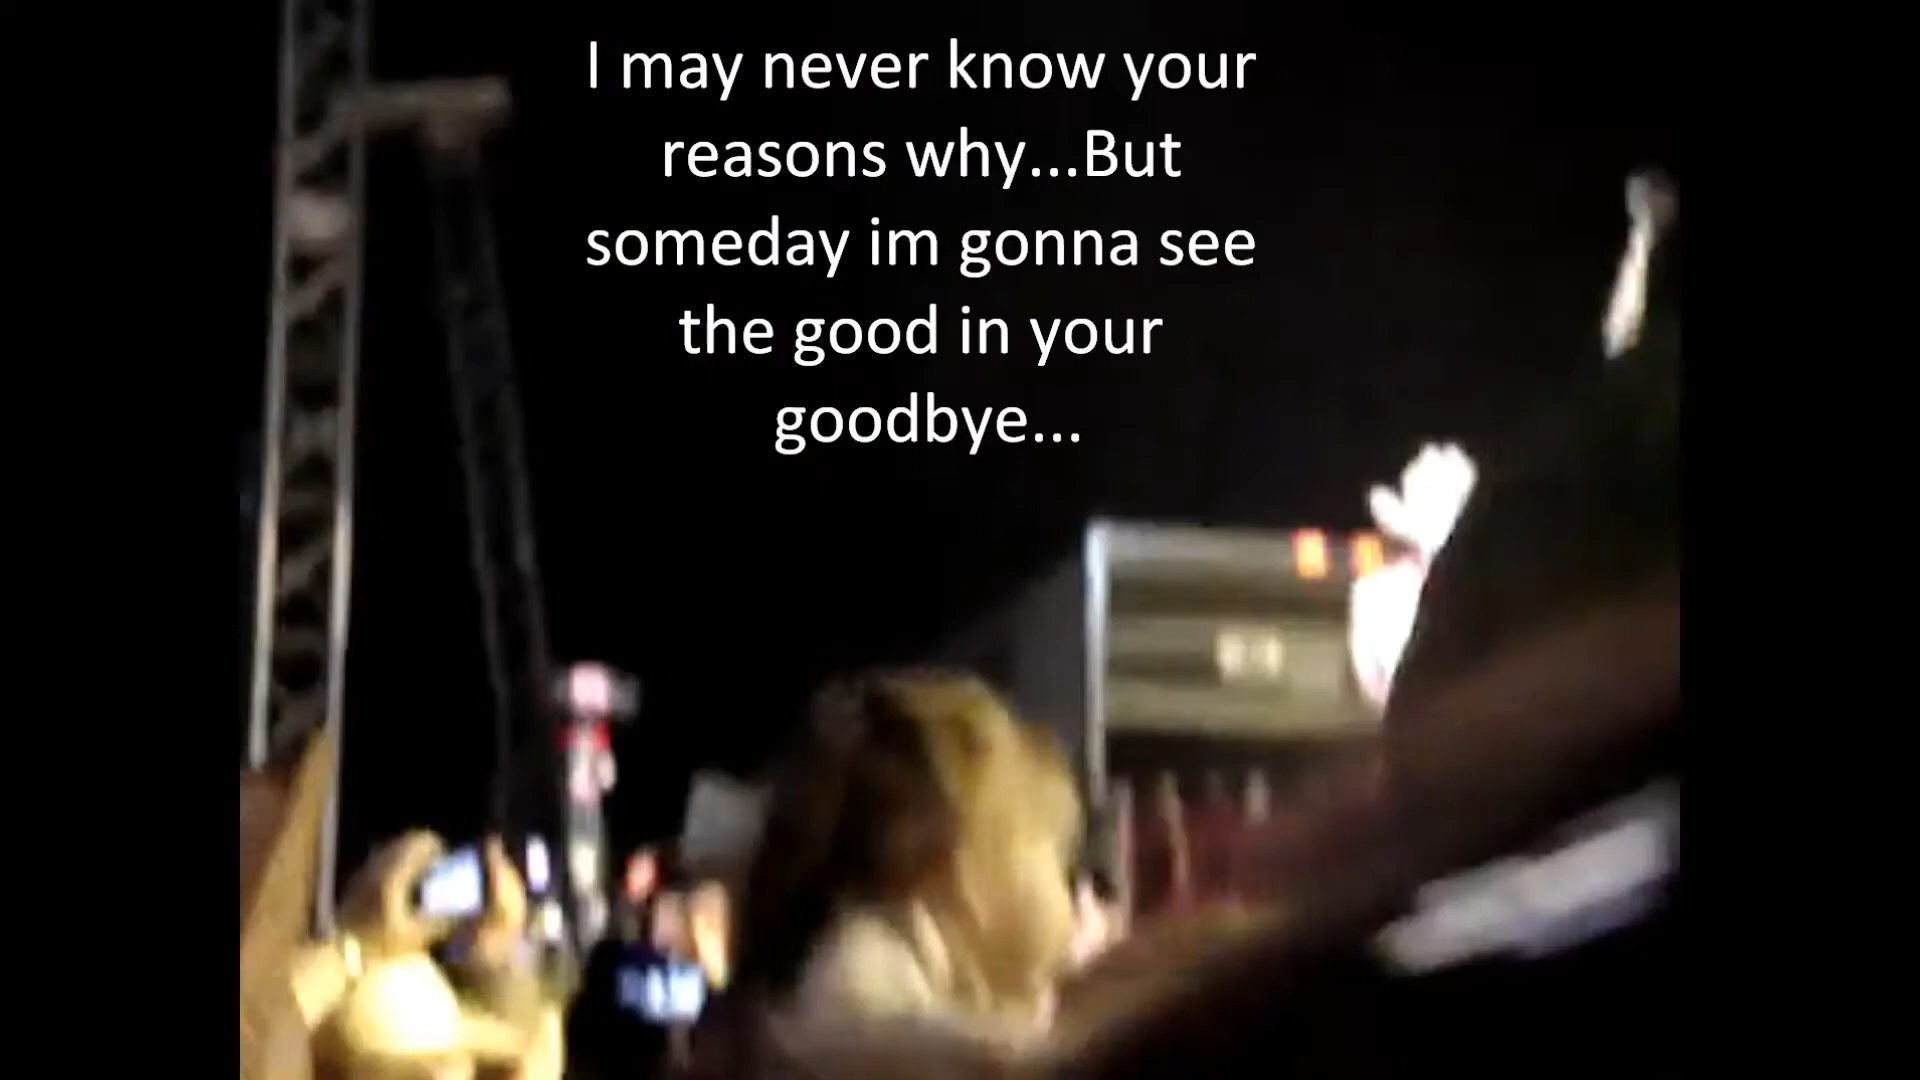 I may never know your
reasons why...But
someday im gonna see
the good in your
goodbye...